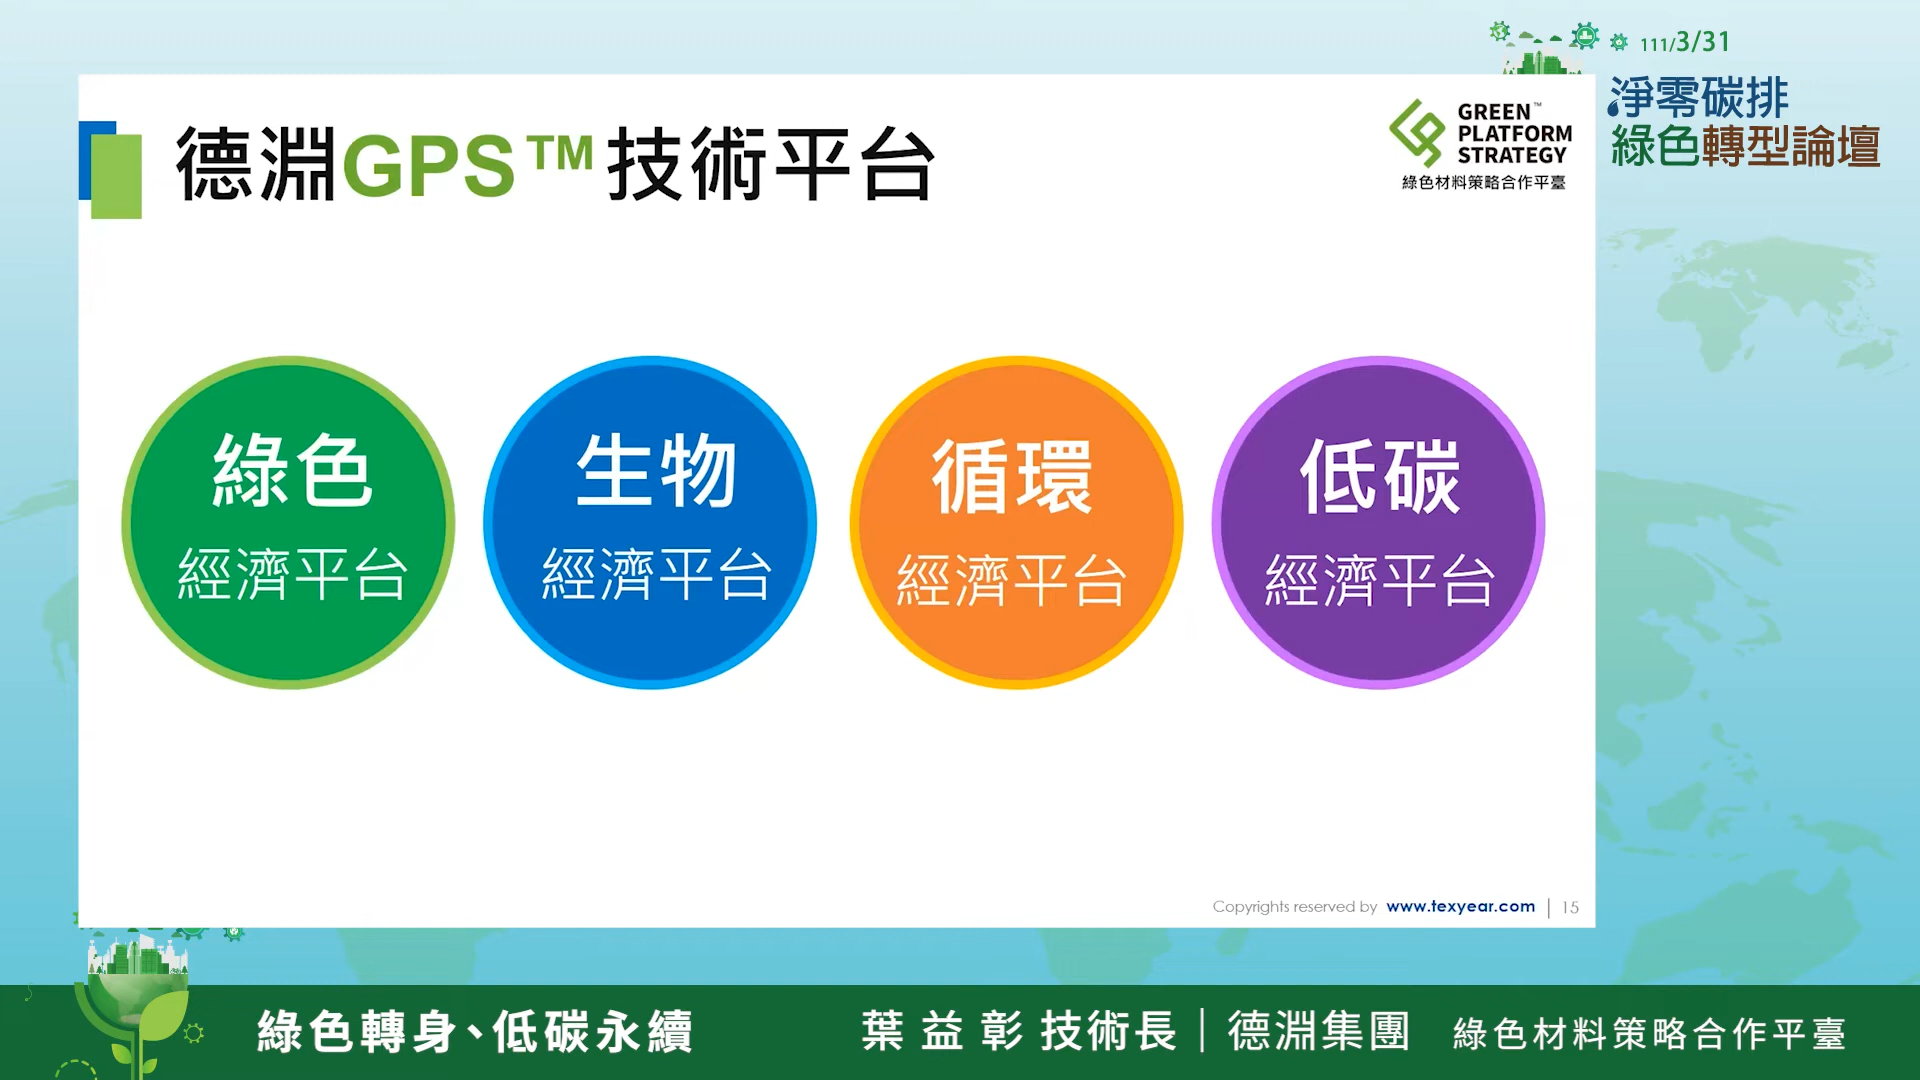 111/3/31
淨零碳排
綠色轉型論壇
德淵GPS™技術平台
GREEN™
PLATFORM
STRATEGY
綠色材料策略合作平臺
綠色
經濟平台
生物
經濟平台
循環
經濟平台
低碳
經濟平台
Copyrights reserved by www.texyear.com | 15
綠色轉身、低碳永續
葉益彰 技術長｜德淵集團 綠色材料策略合作平臺